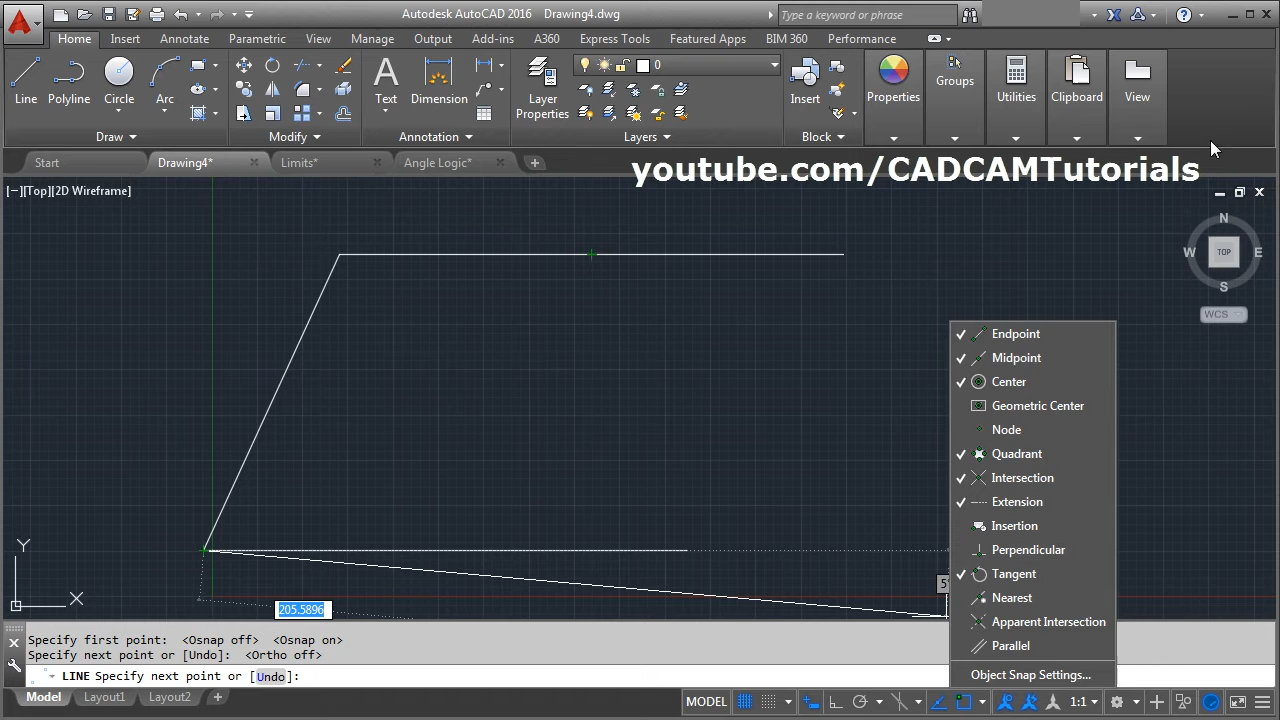 Autodesk AutoCAD 2016 Drawing4.dwg
Type a keyword or phrase
Home Insert Annotate Parametric View Manage Output Add-ins A360 Express Tools Featured Apps BIM 360 Performance
0
Line Polyline Circle Arc Text Dimension Layer Properties Insert Properties Groups Utilities Clipboard View
Draw Modify Annotation Layers Block
Start Drawing4* Limits* Angle Logic*
youtube.com/CADCAMTutorials
[−][Top][2D Wireframe]
N
W TOP E
S
WCS
Endpoint
Midpoint
Center
Geometric Center
Node
Quadrant
Intersection
Extension
Insertion
Perpendicular
Tangent
Nearest
Apparent Intersection
Parallel
Object Snap Settings...
Y
X
205.5896
Specify first point: <Osnap off> <Osnap on>
Specify next point or [Undo]: <Ortho off>
LINE Specify next point or [Undo]:
Model Layout1 Layout2
MODEL 1:1